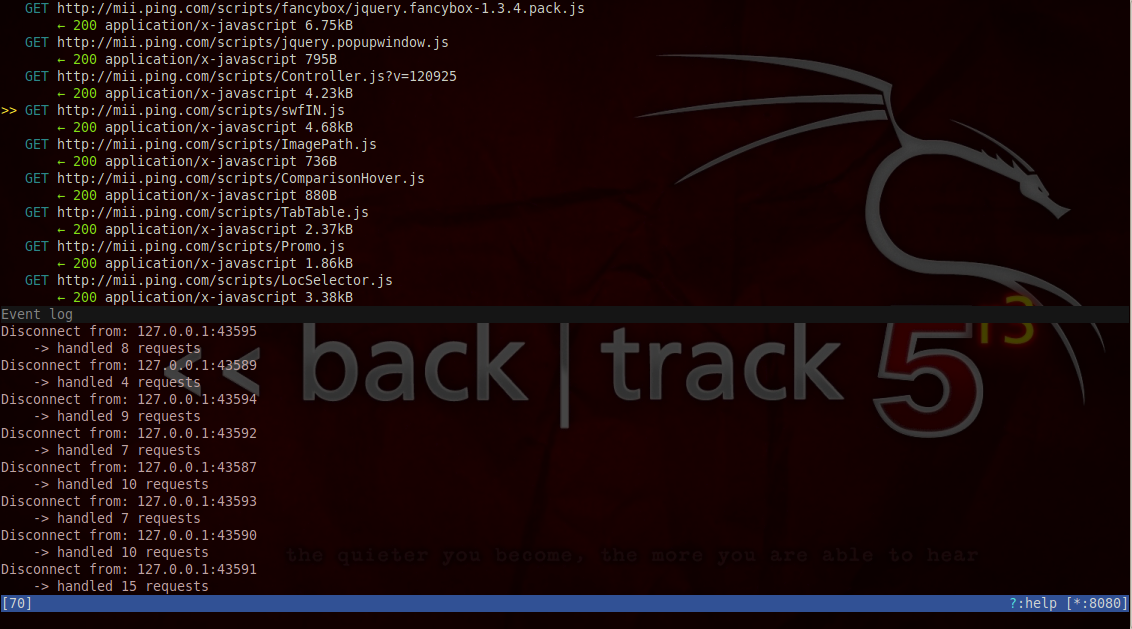 GET http://mii.ping.com/scripts/fancybox/jquery.fancybox-1.3.4.pack.js
← 200 application/x-javascript 6.75kB
GET http://mii.ping.com/scripts/jquery.popupwindow.js
← 200 application/x-javascript 795B
GET http://mii.ping.com/scripts/Controller.js?v=120925
← 200 application/x-javascript 4.23kB
>> GET http://mii.ping.com/scripts/swfIN.js
← 200 application/x-javascript 4.68kB
GET http://mii.ping.com/scripts/ImagePath.js
← 200 application/x-javascript 736B
GET http://mii.ping.com/scripts/ComparisonHover.js
← 200 application/x-javascript 880B
GET http://mii.ping.com/scripts/TabTable.js
← 200 application/x-javascript 2.37kB
GET http://mii.ping.com/scripts/Promo.js
← 200 application/x-javascript 1.86kB
GET http://mii.ping.com/scripts/LocSelector.js
← 200 application/x-javascript 3.38kB
Event log
Disconnect from: 127.0.0.1:43595
-> handled 8 requests
Disconnect from: 127.0.0.1:43589
-> handled 4 requests
Disconnect from: 127.0.0.1:43594
-> handled 9 requests
Disconnect from: 127.0.0.1:43592
-> handled 7 requests
Disconnect from: 127.0.0.1:43587
-> handled 10 requests
Disconnect from: 127.0.0.1:43593
-> handled 7 requests
Disconnect from: 127.0.0.1:43590
-> handled 10 requests
Disconnect from: 127.0.0.1:43591
-> handled 15 requests
[70] ?:help [*:8080]
<< back|track 5 r3
the quieter you become, the more you are able to hear